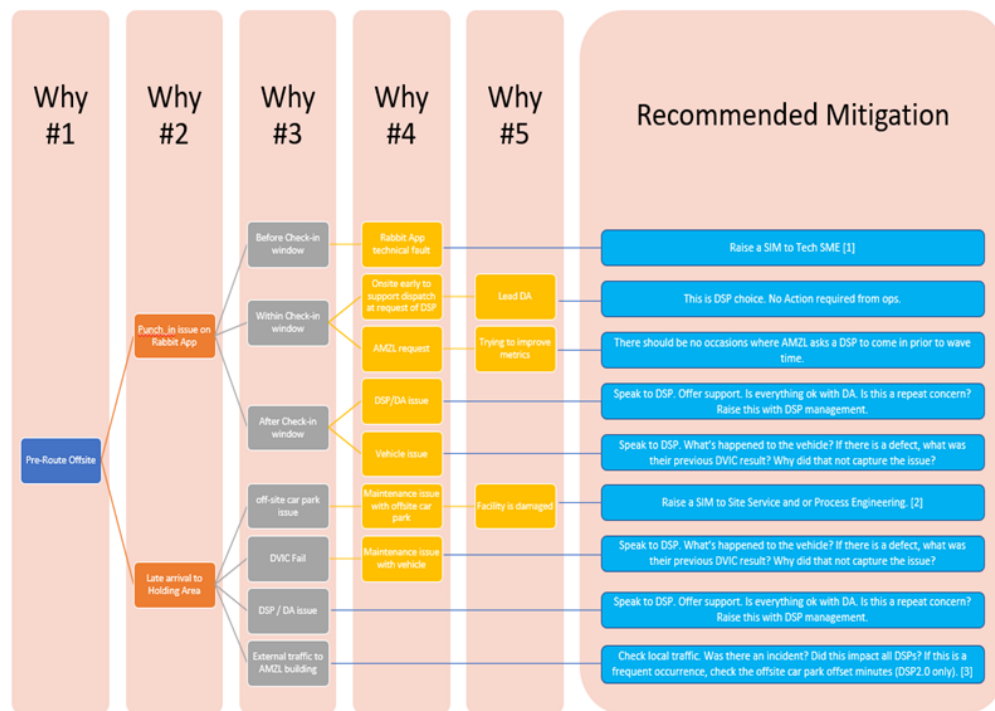 Why
#1
Why
#2
Why
#3
Why
#4
Why
#5
Recommended Mitigation
Pre-Route Offsite
Punch_in issue on
Rabbit App
Late arrival to
Holding Area
Before Check-in
window
Within Check-in
window
After Check-in
window
off-site car park
issue
DVIC Fail
DSP / DA issue
External traffic to
AMZL building
Rabbit App
technical fault
Onsite early to
support dispatch
at request of DSP
AMZL request
DSP/DA issue
Vehicle issue
Maintenance issue
with offsite car
park
Maintenance issue
with vehicle
Lead DA
Trying to improve
metrics
Facility is damaged
Raise a SIM to Tech SME [1]
This is DSP choice. No Action required from ops.
There should be no occasions where AMZL asks a DSP to come in prior to wave
time.
Speak to DSP. Offer support. Is everything ok with DA. Is this a repeat concern?
Raise this with DSP management.
Speak to DSP. What's happened to the vehicle? If there is a defect, what was
their previous DVIC result? Why did that not capture the issue?
Raise a SIM to Site Service and or Process Engineering. [2]
Speak to DSP. What's happened to the vehicle? If there is a defect, what was
their previous DVIC result? Why did that not capture the issue?
Speak to DSP. Offer support. Is everything ok with DA. Is this a repeat concern?
Raise this with DSP management.
Check local traffic. Was there an incident? Did this impact all DSPs? If this is a
frequent occurrence, check the offsite car park offset minutes (DSP2.0 only). [3]